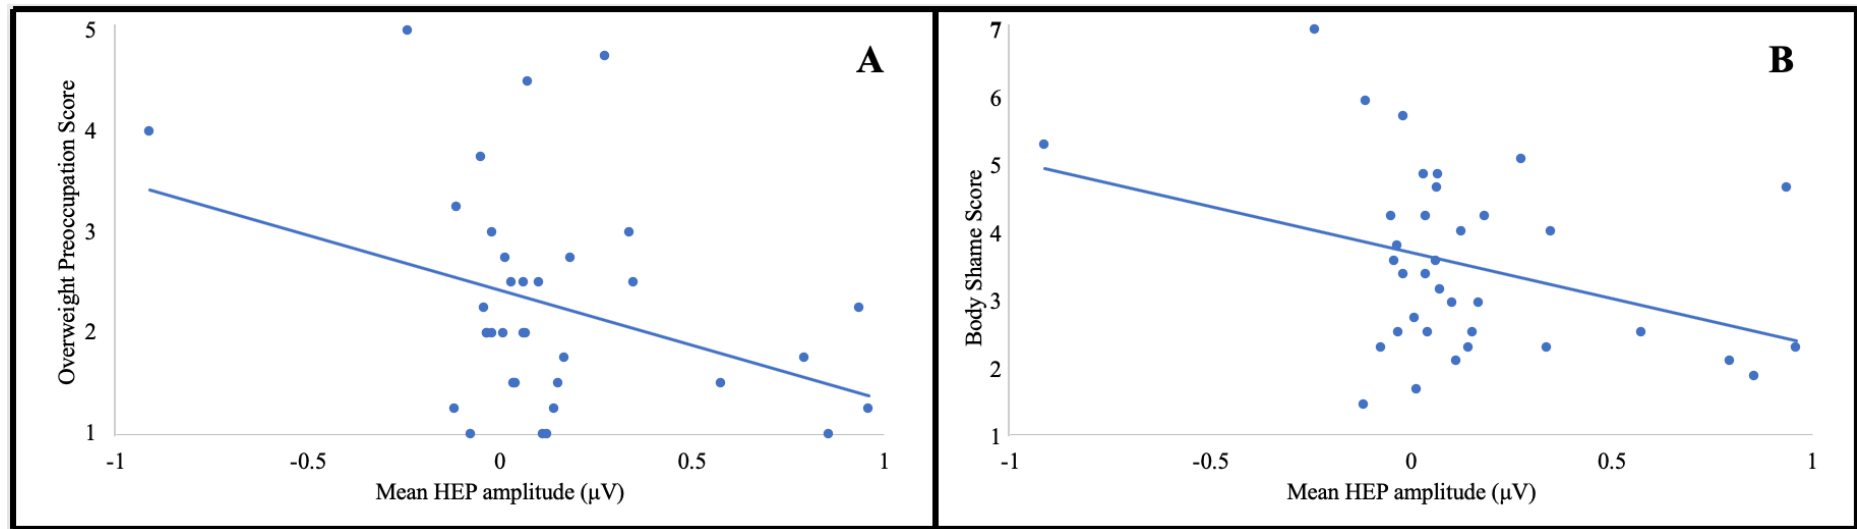 A
Overweight Preoccupation Score
5
4
3
2
1
-1 -0.5 0 0.5 1
Mean HEP amplitude (μV)
B
Body Shame Score
7
6
5
4
3
2
1
-1 -0.5 0 0.5 1
Mean HEP amplitude (μV)